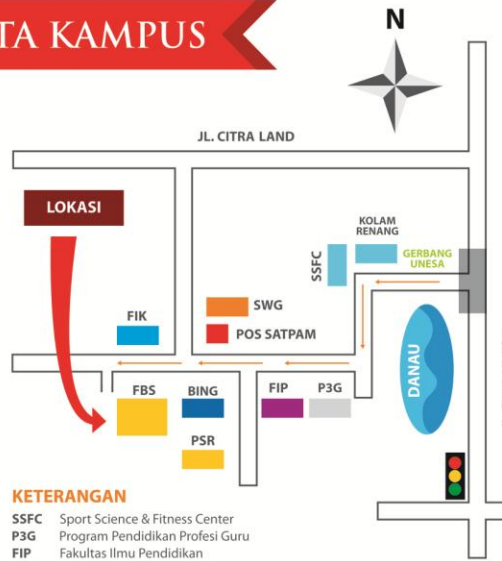 TA KAMPUS
N
JL. CITRA LAND
LOKASI
KOLAM
RENANG
SSFC
GERBANG
UNESA
SWG
FIK
POS SATPAM
DANAU
FBS
BING
FIP
P3G
PSR
KETERANGAN
SSFC Sport Science & Fitness Center
P3G Program Pendidikan Profesi Guru
FIP Fakultas Ilmu Pendidikan